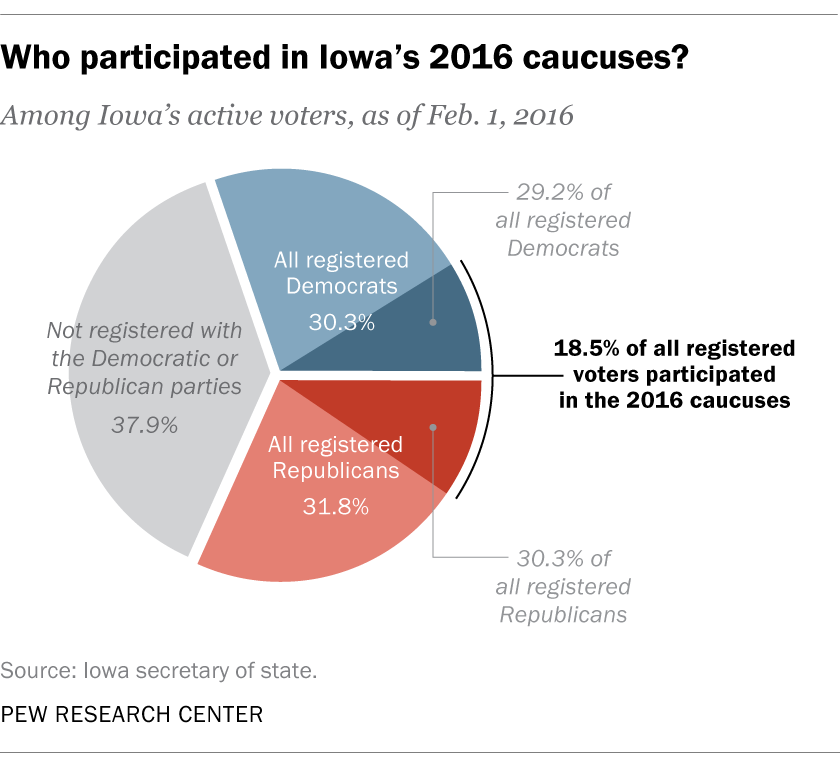 Who participated in Iowa’s 2016 caucuses?
Among Iowa’s active voters, as of Feb. 1, 2016
29.2% of
all registered
Democrats
All registered
Democrats
30.3%
Not registered with
the Democratic or
Republican parties
37.9%
18.5% of all registered
voters participated
in the 2016 caucuses
All registered
Republicans
31.8%
30.3% of
all registered
Republicans
Source: Iowa secretary of state.
PEW RESEARCH CENTER